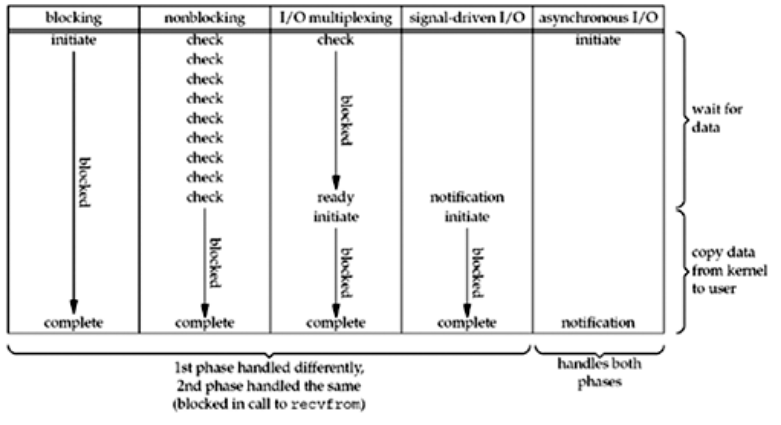 blocking nonblocking I/O multiplexing signal-driven I/O asynchronous I/O
initiate check check initiate
check
check
check
check
check
check
check
check ready notification
initiate initiate
blocked
blocked
blocked
blocked
blocked
complete complete complete complete notification
wait for
data
copy data
from kernel
to user
1st phase handled differently,
2nd phase handled the same
(blocked in call to recvfrom)
handles both
phases